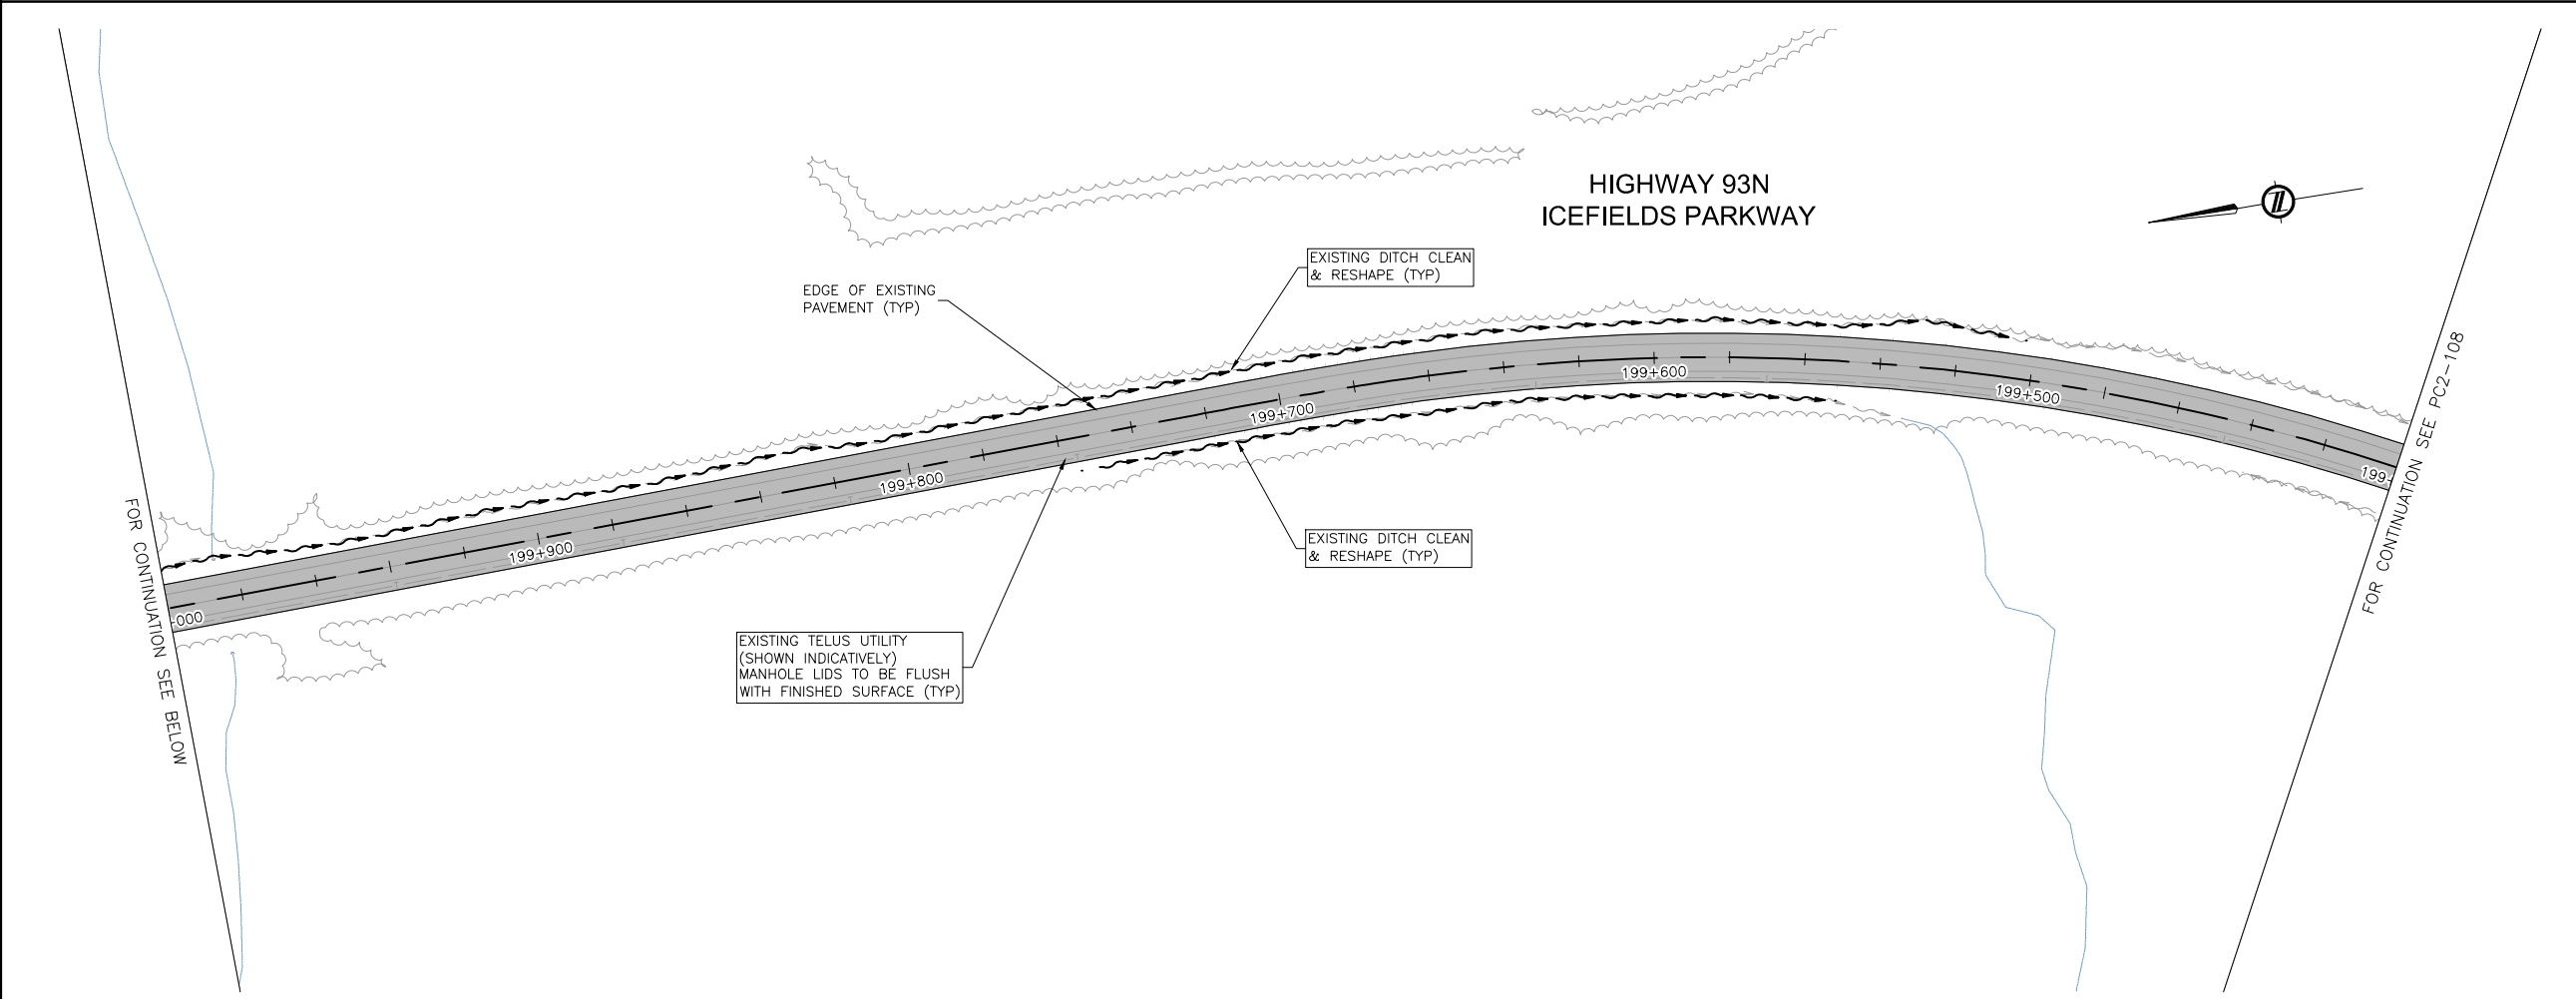 HIGHWAY 93N
ICEFIELDS PARKWAY
EXISTING DITCH CLEAN
& RESHAPE (TYP)
EDGE OF EXISTING
PAVEMENT (TYP)
199+600
199+500
199+700
199+800
199-
199+900
-000
EXISTING DITCH CLEAN
& RESHAPE (TYP)
EXISTING TELUS UTILITY
(SHOWN INDICATIVELY)
MANHOLE LIDS TO BE FLUSH
WITH FINISHED SURFACE (TYP)
FOR CONTINUATION SEE BELOW
FOR CONTINUATION SEE PC2-108